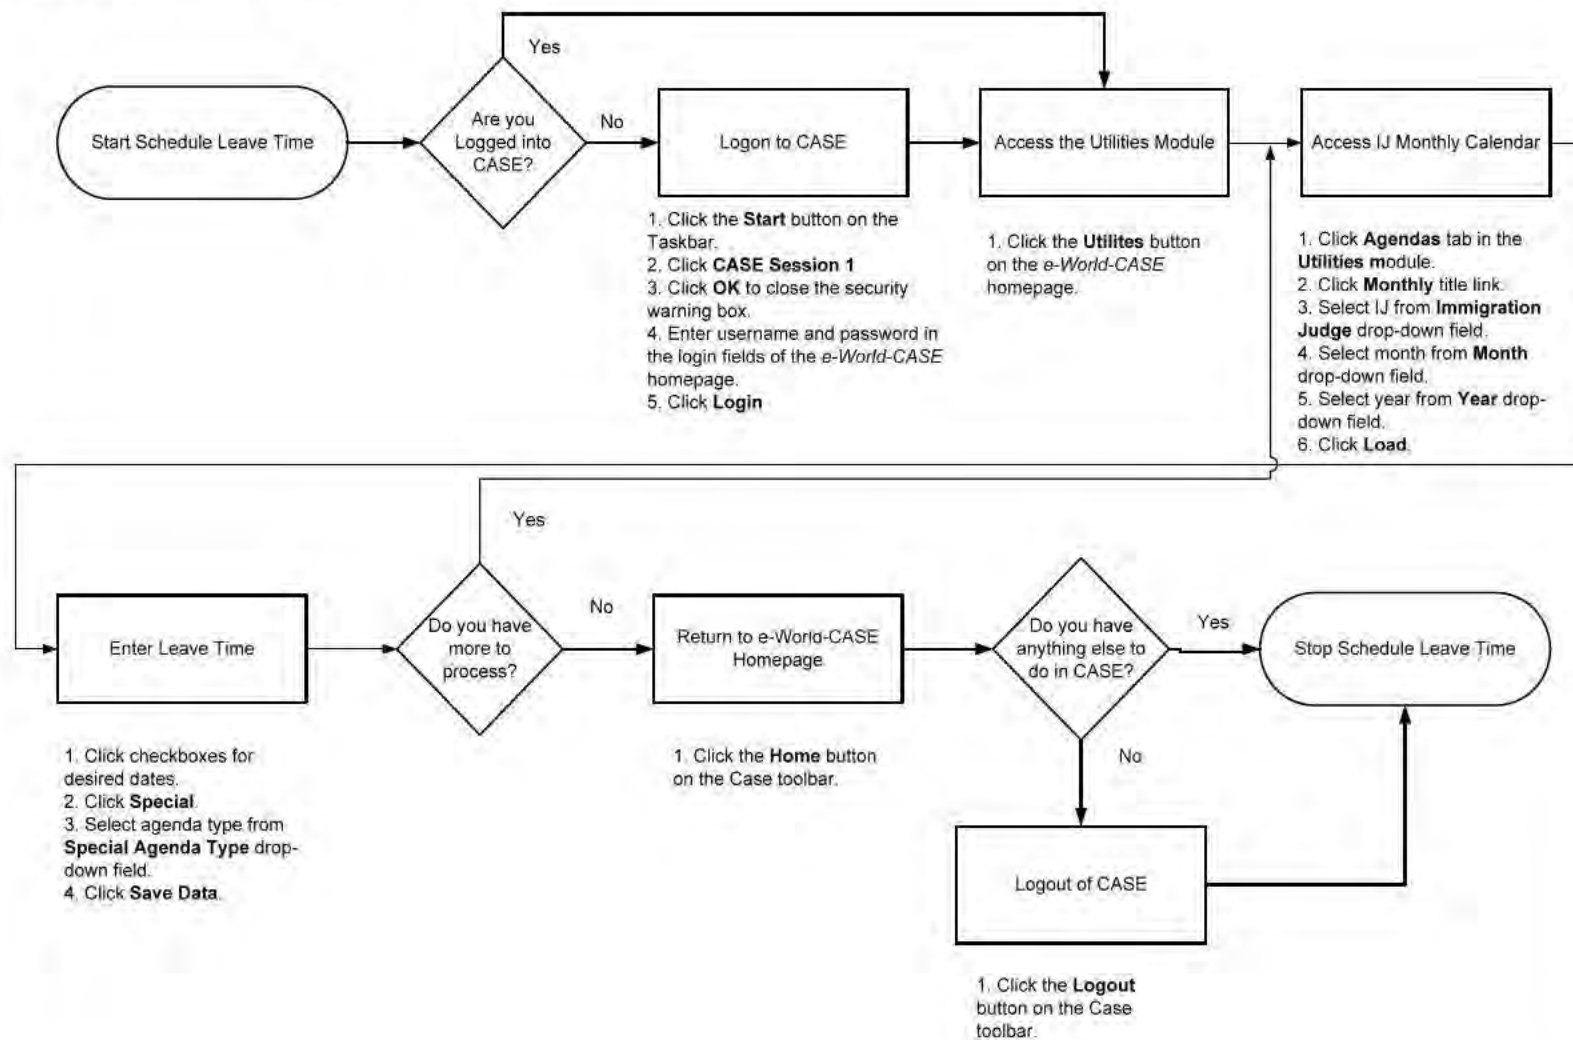 Yes
Start Schedule Leave Time
Are you
Logged into
CASE?
No
Logon to CASE
Access the Utilities Module
Access IJ Monthly Calendar
1. Click the Start button on the
Taskbar.
2. Click CASE Session 1
3. Click OK to close the security
warning box.
4. Enter username and password in
the login fields of the e-World-CASE
homepage.
5. Click Login
1. Click the Utilites button
on the e-World-CASE
homepage.
1. Click Agendas tab in the
Utilities module.
2. Click Monthly title link.
3. Select IJ from Immigration
Judge drop-down field.
4. Select month from Month
drop-down field.
5. Select year from Year drop-
down field.
6. Click Load.
Yes
Enter Leave Time
Do you have
more to
process?
No
Return to e-World-CASE
Homepage
Do you have
anything else to
do in CASE?
Yes
Stop Schedule Leave Time
1. Click checkboxes for
desired dates.
2. Click Special.
3. Select agenda type from
Special Agenda Type drop-
down field.
4. Click Save Data.
1. Click the Home button
on the Case toolbar.
No
Logout of CASE
1. Click the Logout
button on the Case
toolbar.